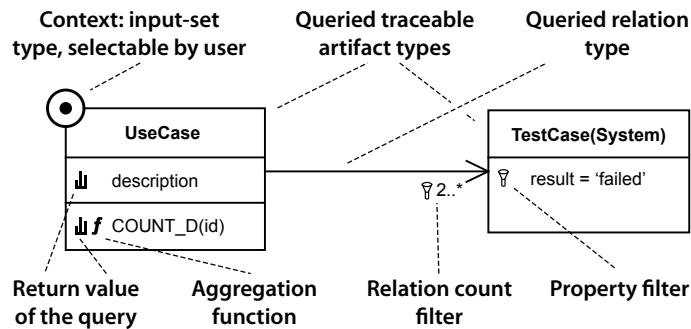 Context: input-set
type, selectable by user
Queried traceable
artifact types
Queried relation
type
UseCase
description
ƒ COUNT_D(id)
TestCase(System)
result = ‘failed’
2..*
Return value
of the query
Aggregation
function
Relation count
filter
Property filter